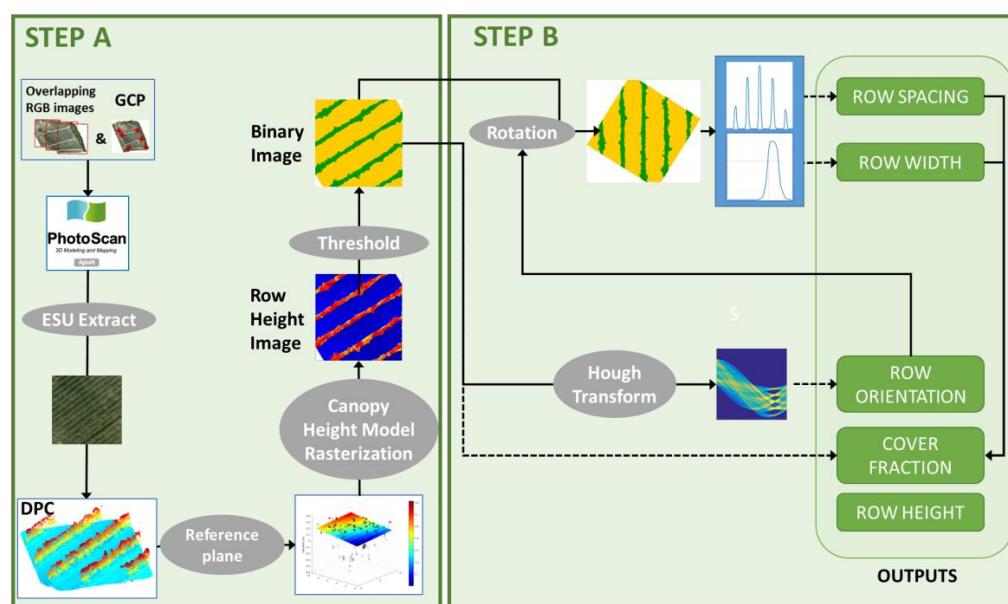 STEP A
Overlapping
RGB images
GCP
&
PhotoScan
3D Modeling and Mapping
Agisoft
ESU Extract
DPC
Reference
plane
Canopy
Height Model
Rasterization
Row
Height
Image
Threshold
Binary
Image
STEP B
Rotation
ROW SPACING
ROW WIDTH
S
Hough
Transform
ROW
ORIENTATION
COVER
FRACTION
ROW HEIGHT
OUTPUTS